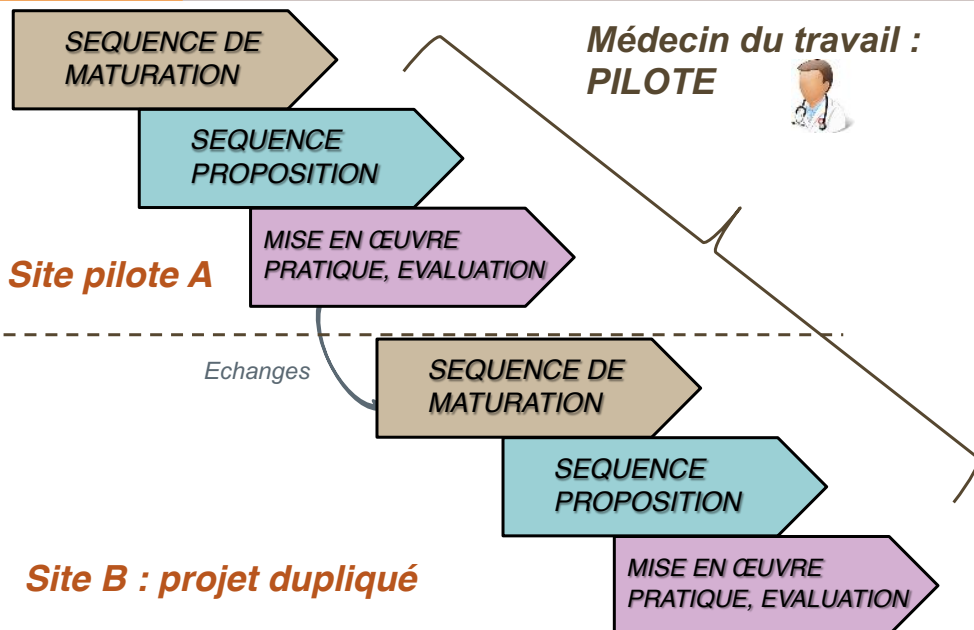 SEQUENCE DE
MATURATION
Médecin du travail :
PILOTE
SEQUENCE
PROPOSITION
MISE EN ŒUVRE
PRATIQUE, EVALUATION
Site pilote A
Echanges
SEQUENCE DE
MATURATION
SEQUENCE
PROPOSITION
Site B : projet dupliqué
MISE EN ŒUVRE
PRATIQUE, EVALUATION